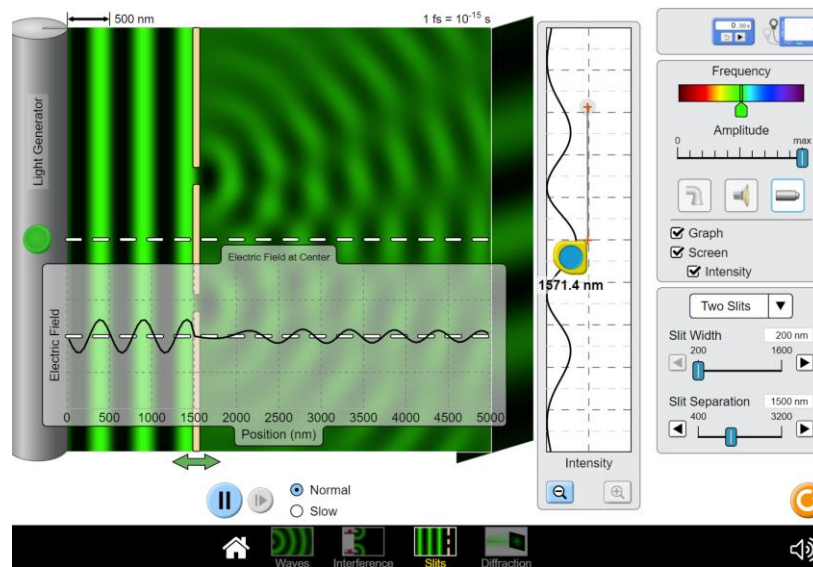 500 nm
1 fs = 10⁻¹⁵ s
Light Generator
Electric Field at Center
Electric Field
0 500 1000 1500 2000 2500 3000 3500 4000 4500 5000
Position (nm)
Normal
Slow
1571.4 nm
Intensity
Frequency
Amplitude
0 max
Graph
Screen
Intensity
Two Slits
Slit Width 200 nm
200 1600
Slit Separation 1500 nm
400 3200
Waves Interference Slits Diffraction